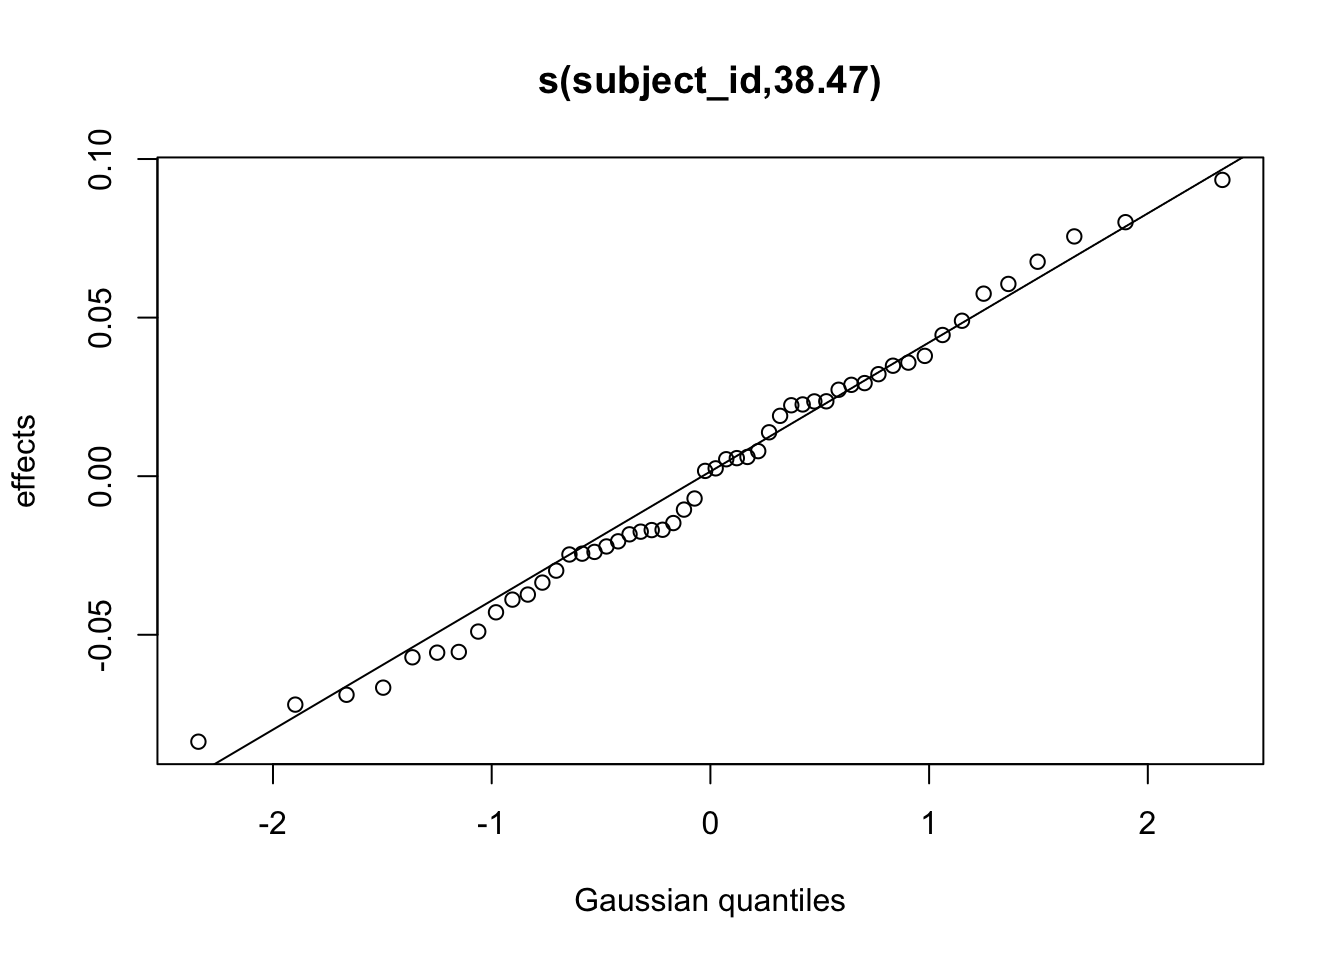 s(subject_id,38.47)
effects
0.10
0.05
0.00
-0.05
-2 -1 0 1 2
Gaussian quantiles